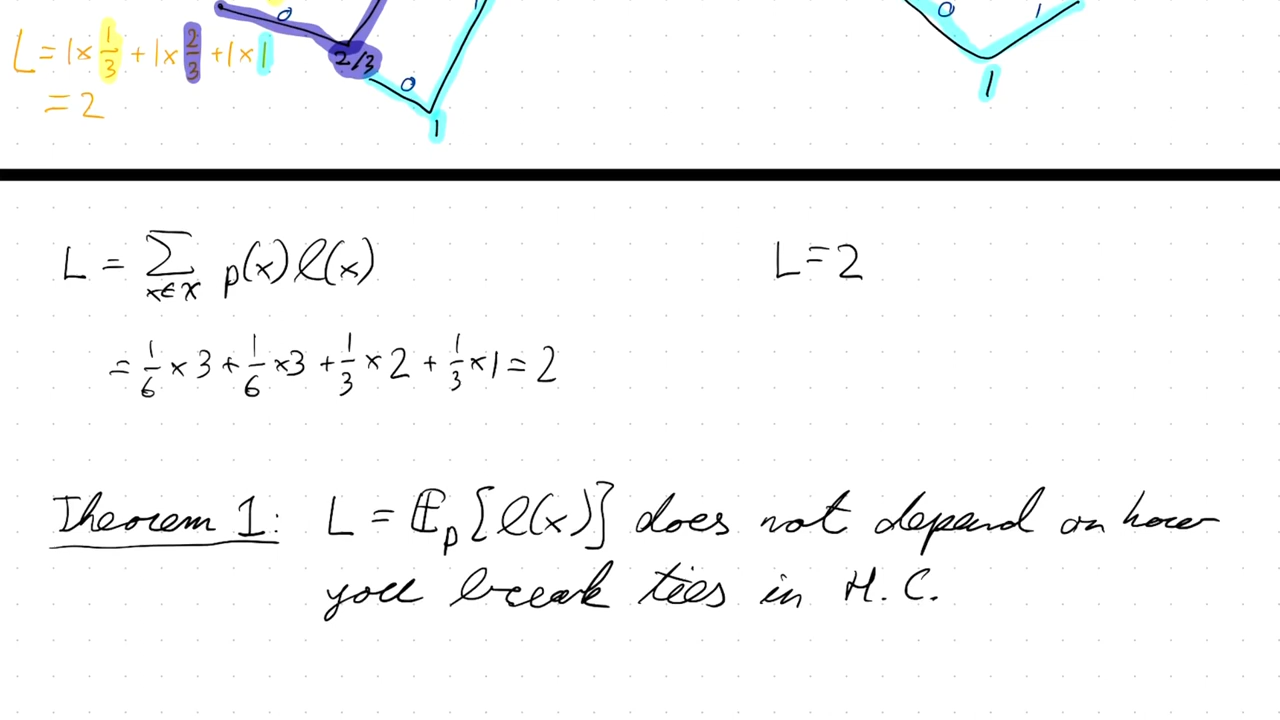 0
0 1
L = 1 × 1/3 + 1 × 2/3 + 1 × 1
= 2
2/3
0
1
1
L = ∑_{x∈X} p(x) ℓ(x)
L = 2
= 1/6 × 3 + 1/6 × 3 + 1/3 × 2 + 1/3 × 1 = 2
Theorem 1: L = 𝔼_p [ℓ(x)] does not depend on how
you break ties in H.C.